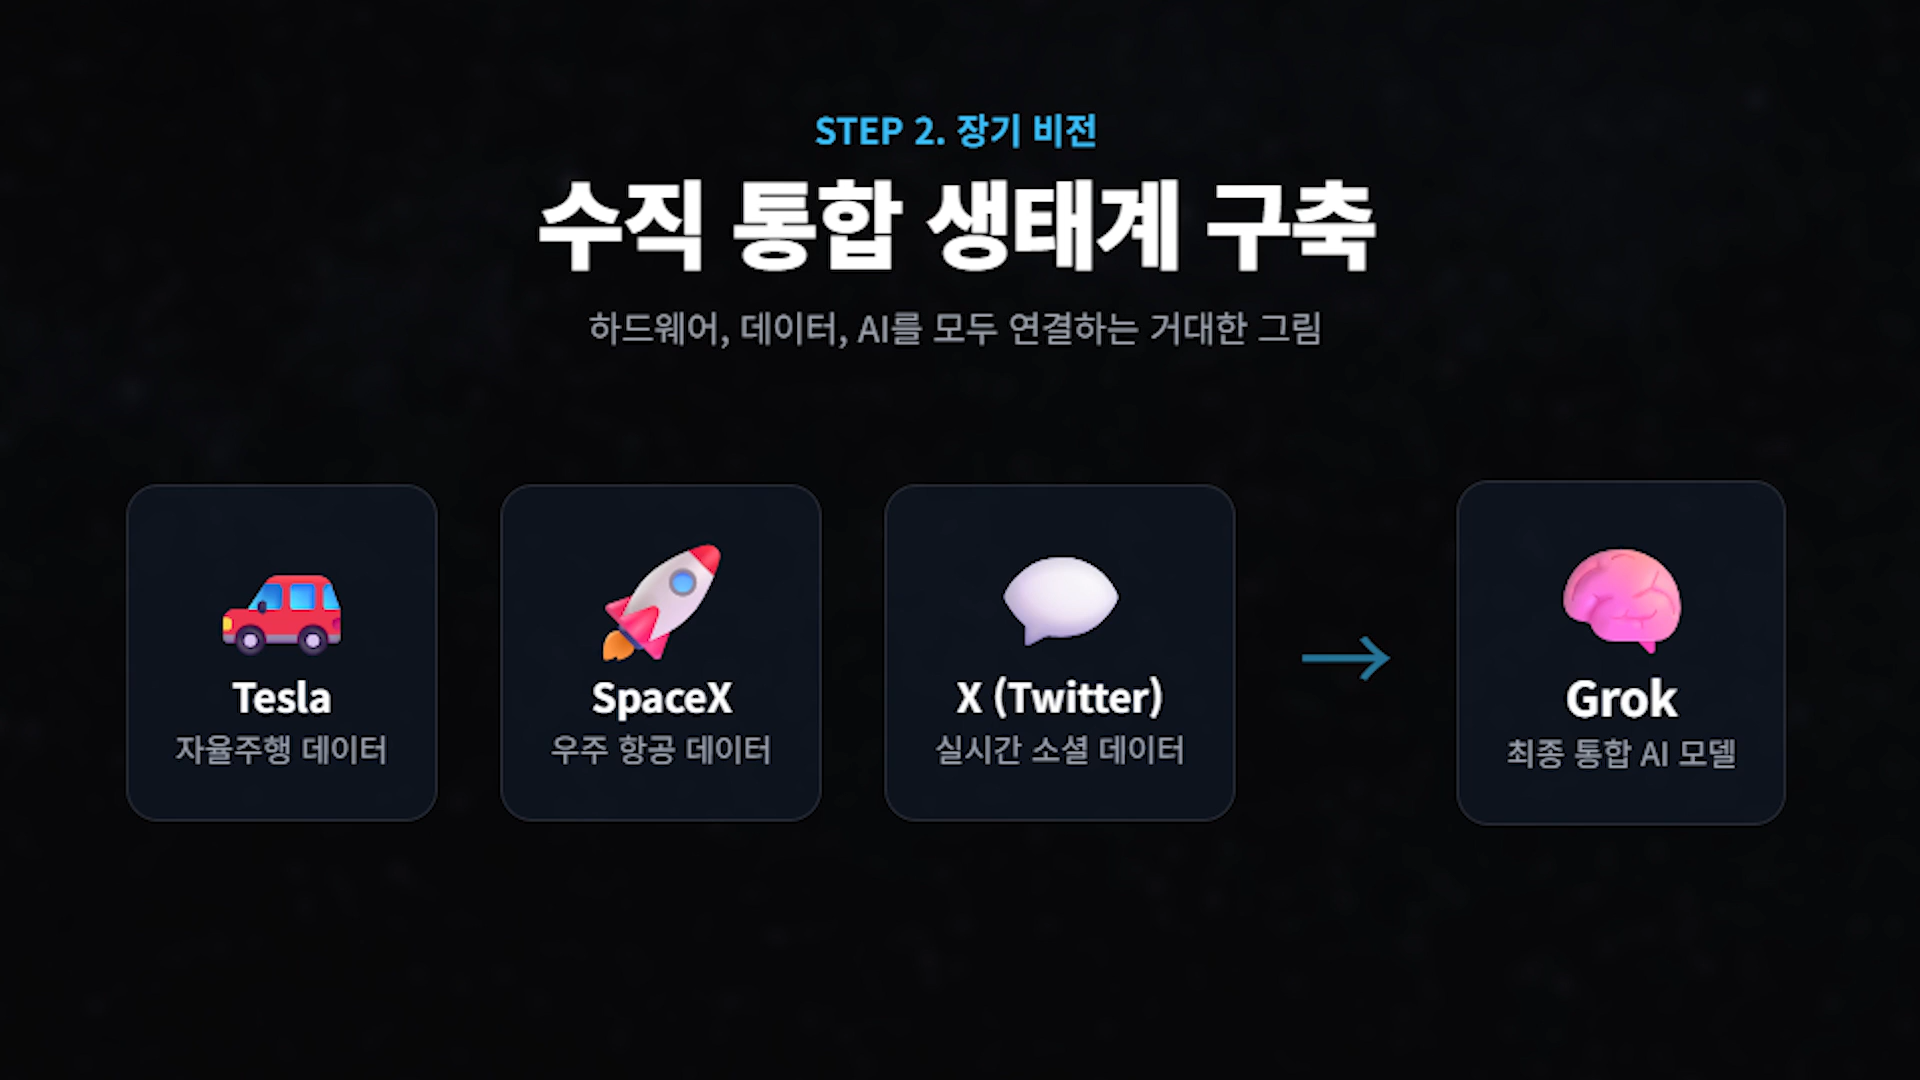 STEP 2. 장기 비전
수직 통합 생태계 구축
하드웨어, 데이터, AI를 모두 연결하는 거대한 그림
Tesla
자율주행 데이터
SpaceX
우주 항공 데이터
X (Twitter)
실시간 소셜 데이터
→
Grok
최종 통합 AI 모델